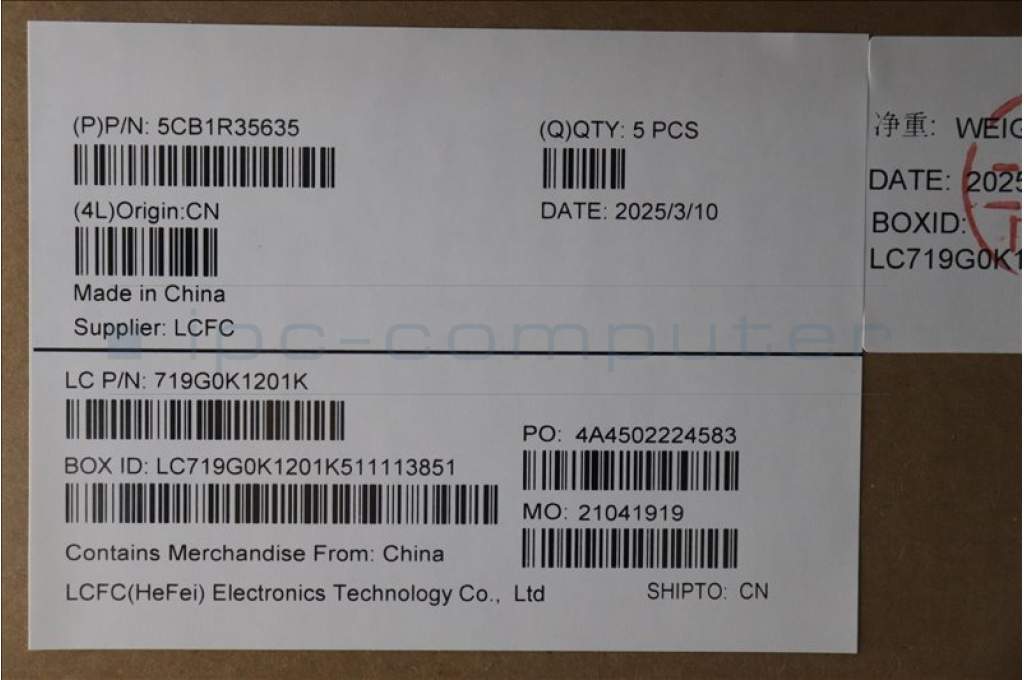 (P)P/N: 5CB1R35635
(Q)QTY: 5 PCS
(4L)Origin:CN
DATE: 2025/3/10
Made in China
Supplier: LCFC
ipc-computer
LC P/N: 719G0K1201K
PO: 4A4502224583
BOX ID: LC719G0K1201K511113851
MO: 21041919
Contains Merchandise From: China
LCFC(HeFei) Electronics Technology Co., Ltd
SHIPTO: CN
净重: WEIG
DATE: 2025
BOXID:
LC719G0K1